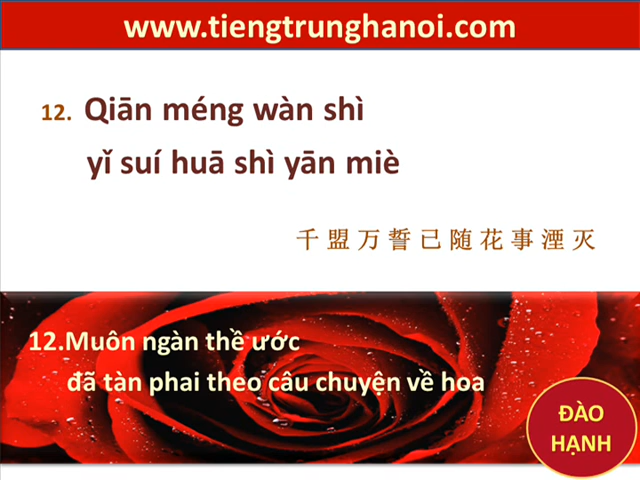 www.tiengtrunghanoi.com
12. Qiān méng wàn shì
yǐ suí huā shì yān miè
千盟万誓已随花事湮灭
12.Muôn ngàn thề ước
đã tàn phai theo câu chuyện về hoa
ĐÀO
HẠNH